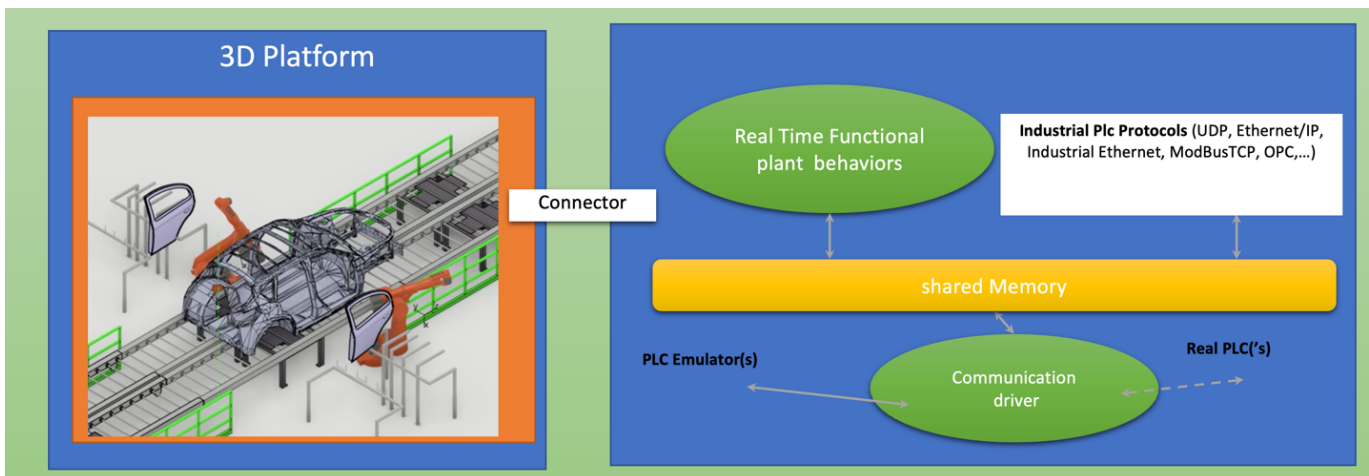 3D Platform
Connector
Real Time Functional
plant behaviors
Industrial Plc Protocols (UDP, Ethernet/IP,
Industrial Ethernet, ModBusTCP, OPC,...)
shared Memory
PLC Emulator(s)
Real PLC('s)
Communication
driver